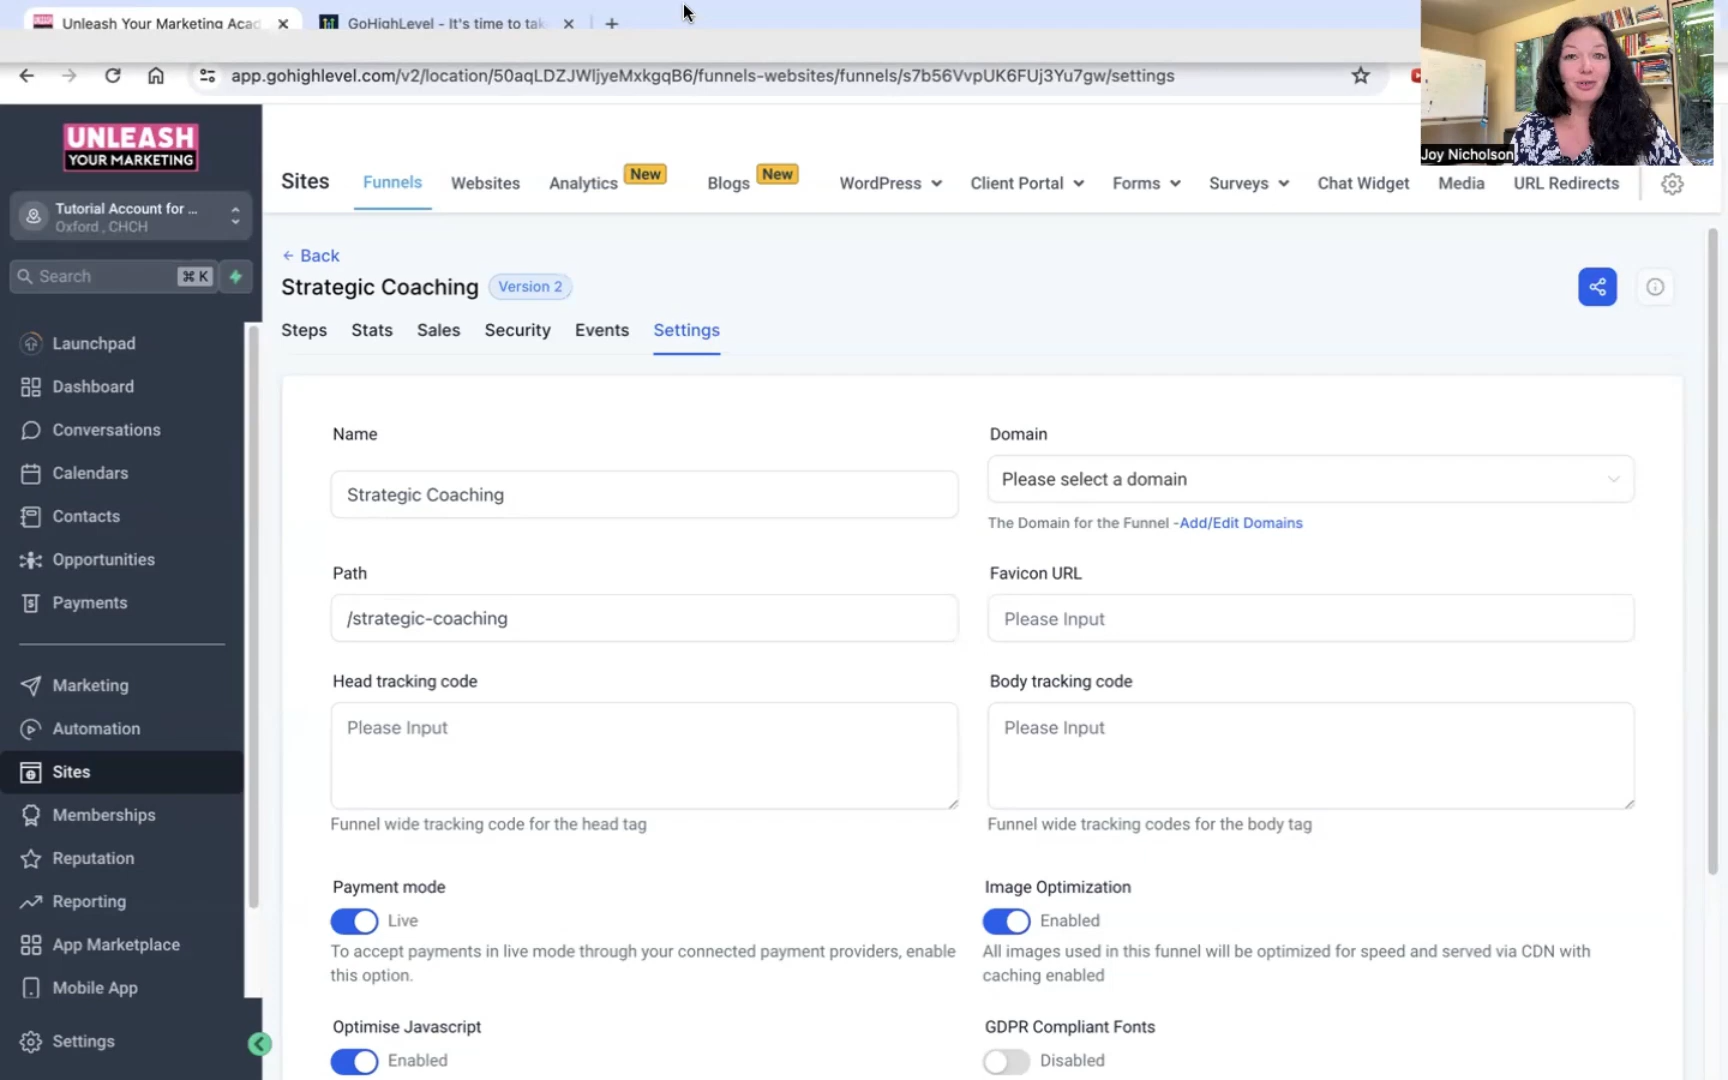 Unleash Your Marketing Acad
GoHighLevel - It's time to tak
app.gohighlevel.com/v2/location/50aqLDZJWljyeMxkgqB6/funnels-websites/funnels/s7b56VvpUK6FUj3Yu7gw/settings
Joy Nicholson
UNLEASH
YOUR MARKETING
Tutorial Account for ...
Oxford , CHCH
Search
⌘ K
Launchpad
Dashboard
Conversations
Calendars
Contacts
Opportunities
Payments
Marketing
Automation
Sites
Memberships
Reputation
Reporting
App Marketplace
Mobile App
Settings
Sites
Funnels
Websites
Analytics New
Blogs New
WordPress
Client Portal
Forms
Surveys
Chat Widget
Media
URL Redirects
← Back
Strategic Coaching Version 2
Steps Stats Sales Security Events Settings
Name
Strategic Coaching
Domain
Please select a domain
The Domain for the Funnel -Add/Edit Domains
Path
/strategic-coaching
Favicon URL
Please Input
Head tracking code
Please Input
Funnel wide tracking code for the head tag
Body tracking code
Please Input
Funnel wide tracking codes for the body tag
Payment mode
Live
To accept payments in live mode through your connected payment providers, enable
this option.
Image Optimization
Enabled
All images used in this funnel will be optimized for speed and served via CDN with
caching enabled
Optimise Javascript
Enabled
GDPR Compliant Fonts
Disabled